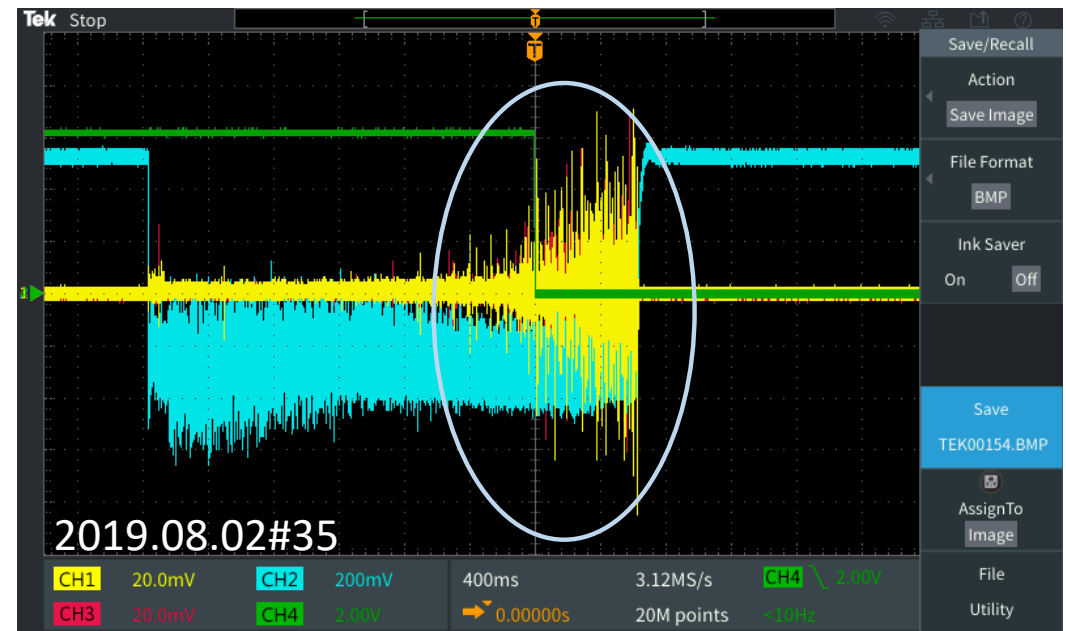 Tek Stop
T
T
Save/Recall
Action
Save Image
File Format
BMP
Ink Saver
On Off
Save
TEK00154.BMP
AssignTo
Image
File
Utility
2019.08.02#35
CH1 20.0mV CH2 200mV 400ms 3.12MS/s CH4 2.00V
CH3 20.0mV CH4 2.00V 0.00000s 20M points <10Hz